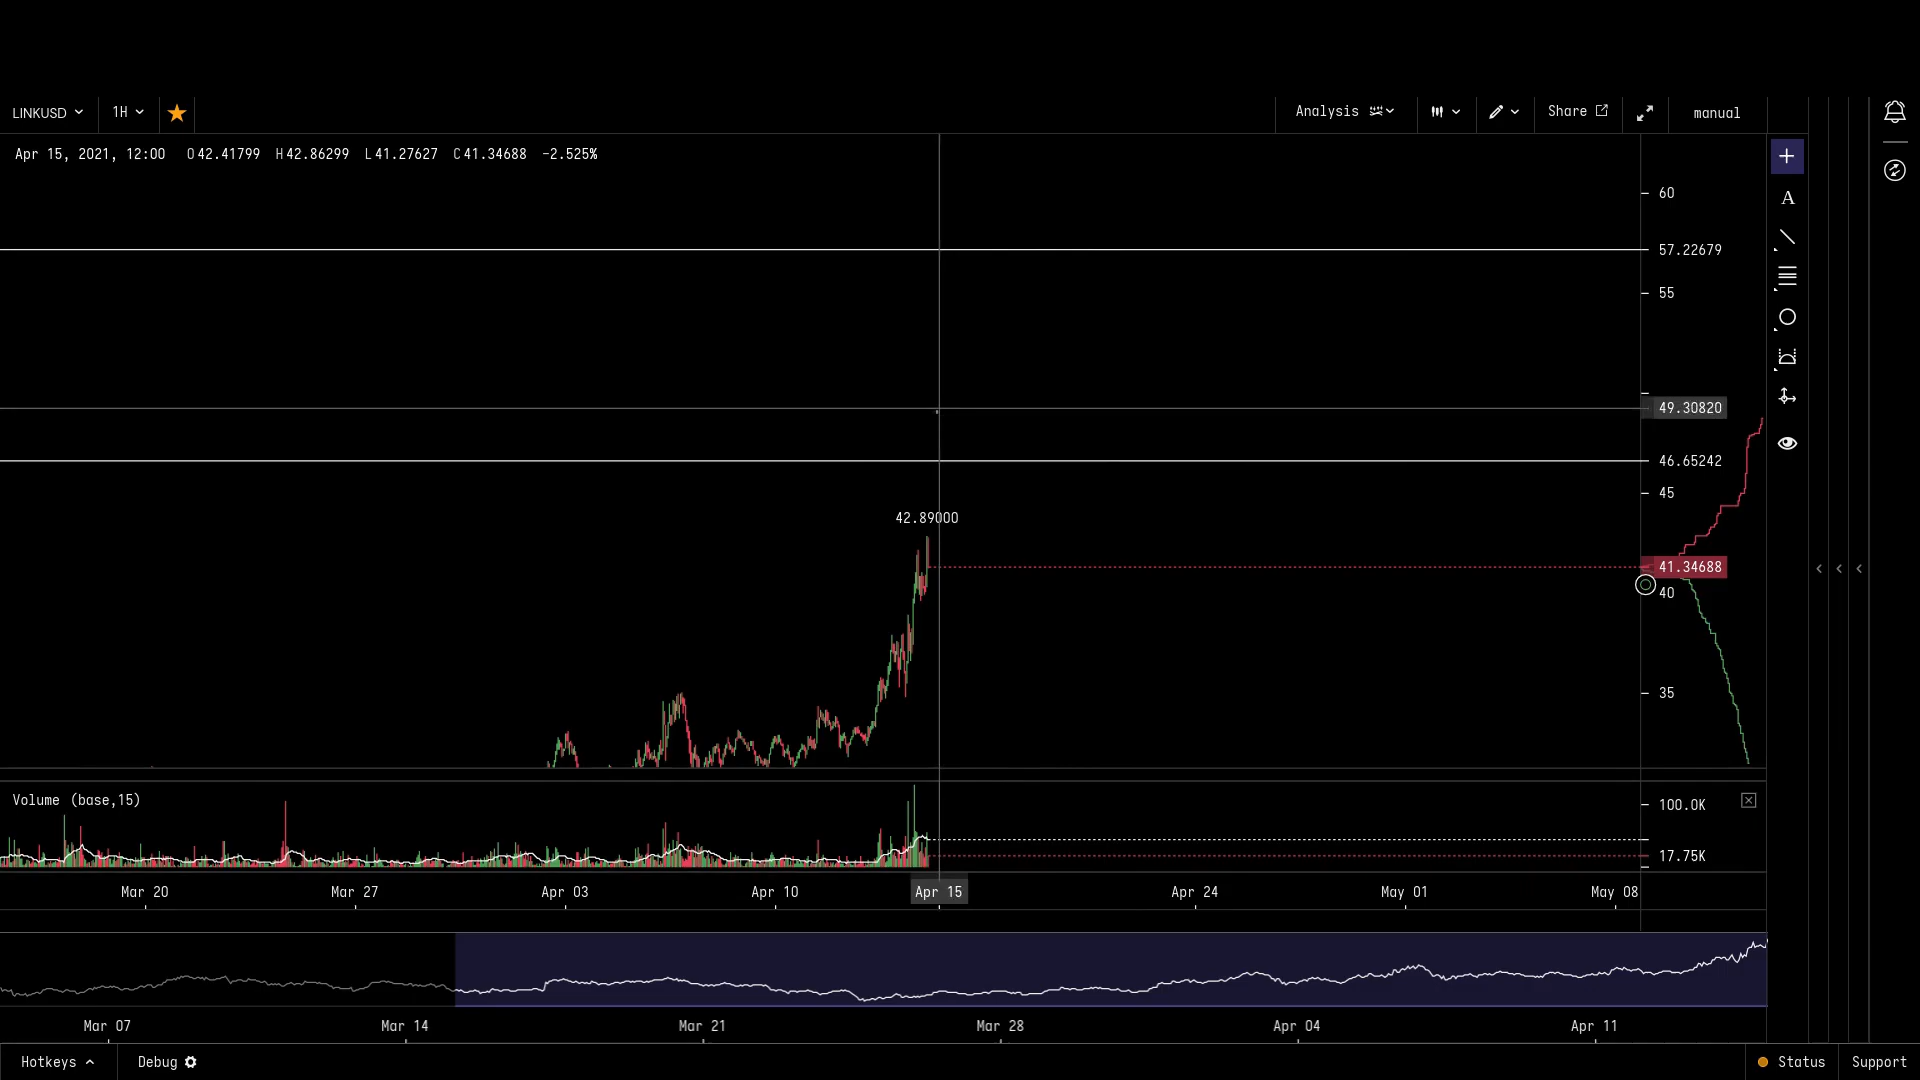 LINKUSD 1H Analysis Share manual
Apr 15, 2021, 12:00 O42.41799 H42.86299 L41.27627 C41.34688 -2.525%
A
60
57.22679
55
49.30820
46.65242
45
42.89000
41.34688
40
35
Volume (base,15)
100.0K
17.75K
Mar 20 Mar 27 Apr 03 Apr 10 Apr 15 Apr 24 May 01 May 08
Mar 07 Mar 14 Mar 21 Mar 28 Apr 04 Apr 11
Hotkeys Debug Status Support